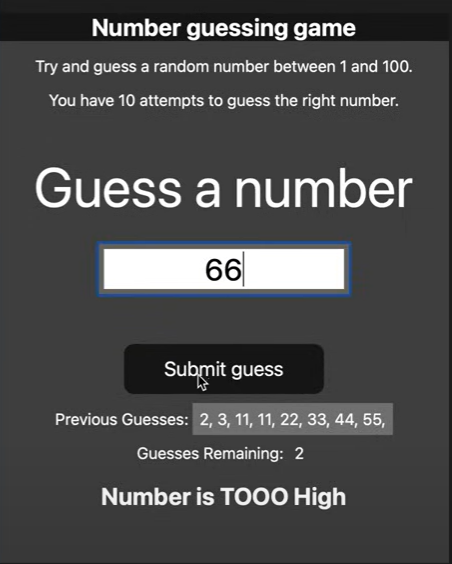 Number guessing game
Try and guess a random number between 1 and 100.
You have 10 attempts to guess the right number.
Guess a number
66
Submit guess
Previous Guesses: 2, 3, 11, 11, 22, 33, 44, 55,
Guesses Remaining: 2
Number is TOOO High